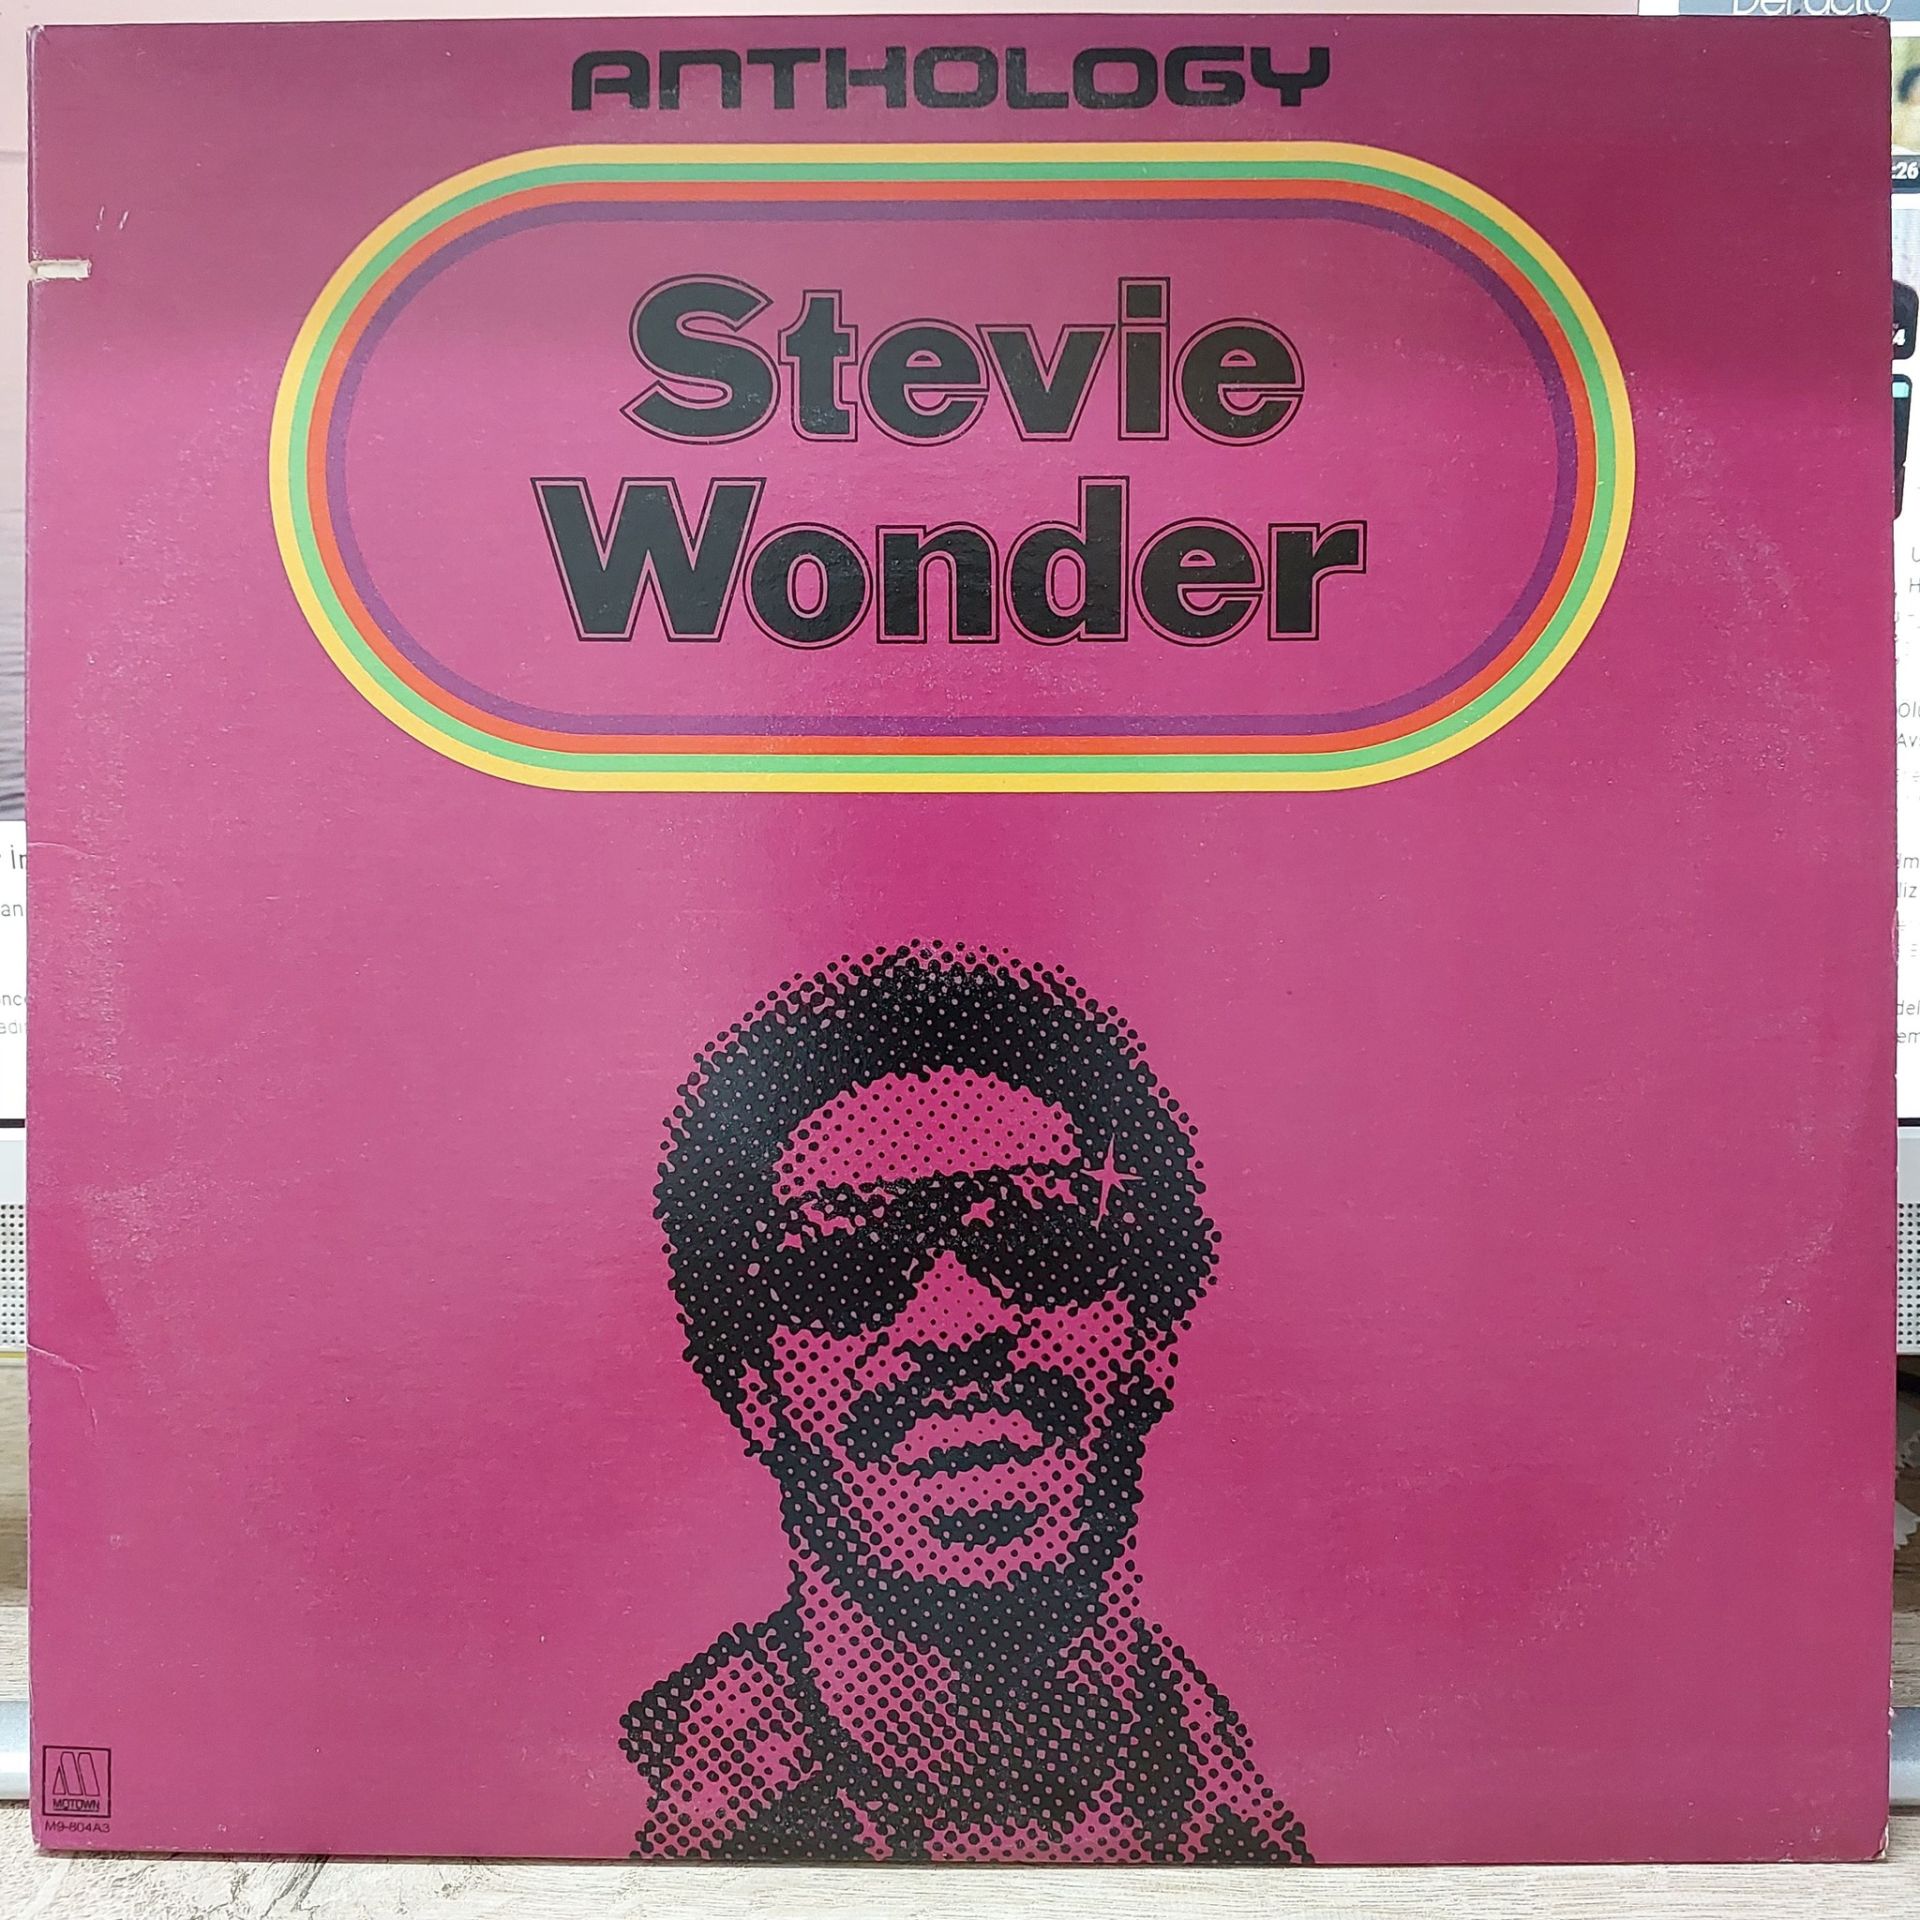 ANTHOLOGY
Stevie
Wonder
MOTOWN
M9-804A3